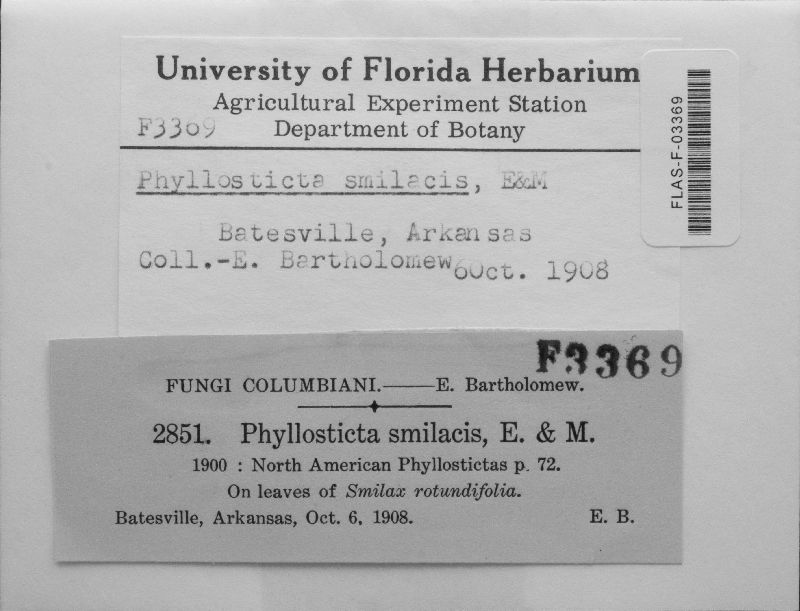 University of Florida Herbarium
Agricultural Experiment Station
F3369 Department of Botany
Phyllosticta smilacis, E&M
Batesville, Arkansas
Coll.-E. Bartholomew 6Oct. 1908
FLAS-F-03369
F3369
FUNGI COLUMBIANI.——E. Bartholomew.
2851. Phyllosticta smilacis, E. & M.
1900 : North American Phyllostictas p. 72.
On leaves of Smilax rotundifolia.
Batesville, Arkansas, Oct. 6, 1908. E. B.